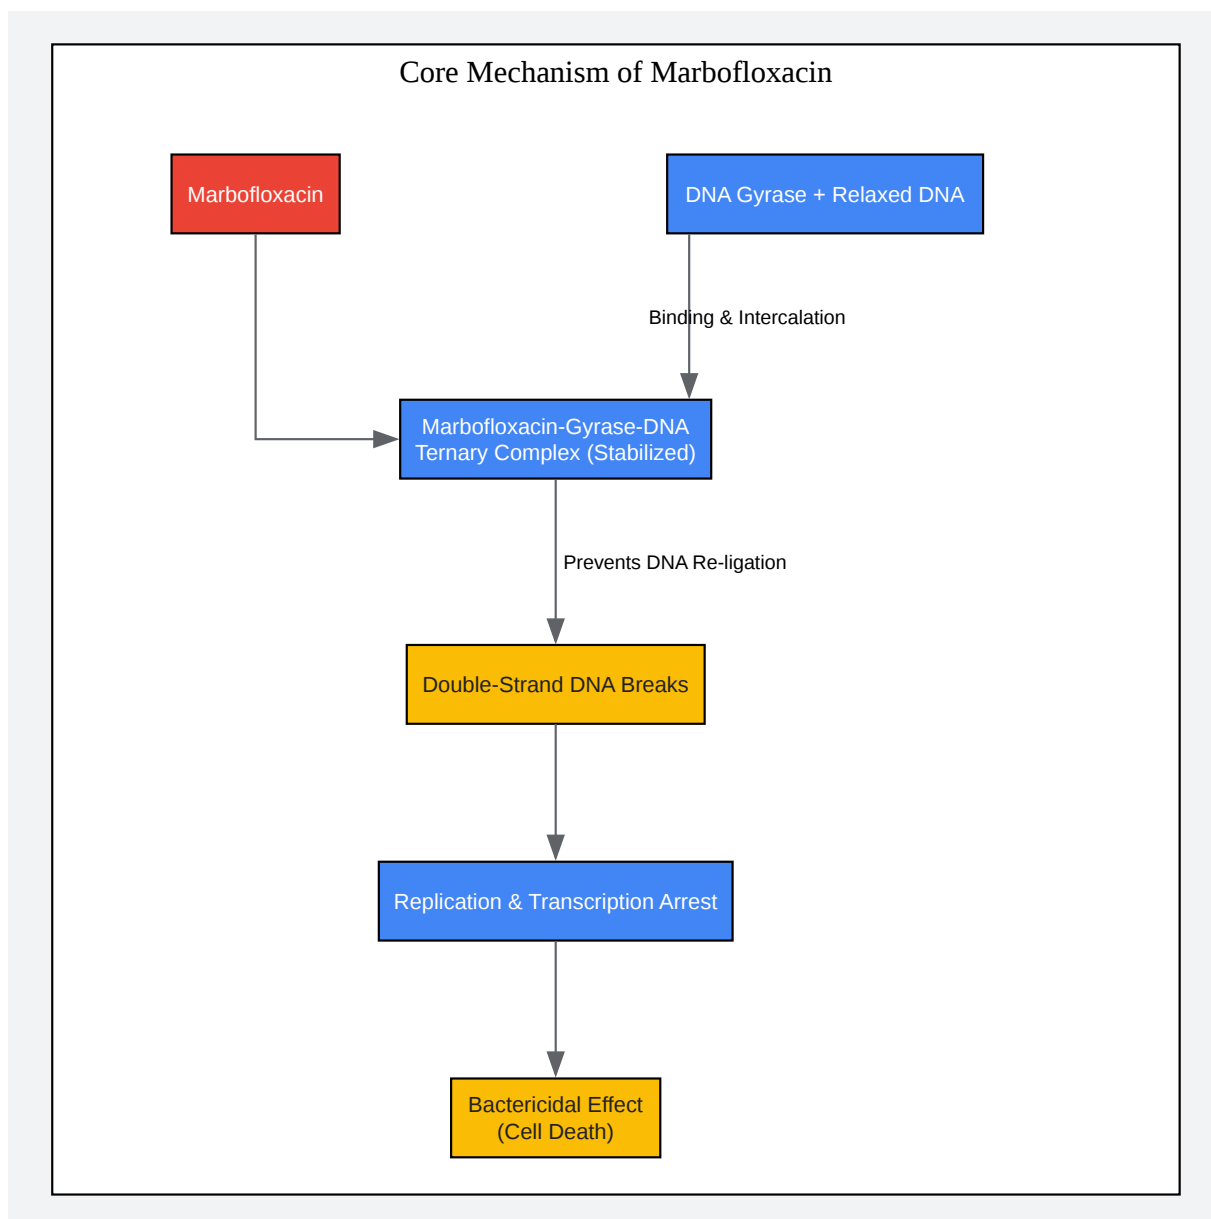 Core Mechanism of Marbofloxacin
Marbofloxacin
DNA Gyrase + Relaxed DNA
Binding & Intercalation
Marbofloxacin-Gyrase-DNA
Ternary Complex (Stabilized)
Prevents DNA Re-ligation
Double-Strand DNA Breaks
Replication & Transcription Arrest
Bactericidal Effect
(Cell Death)